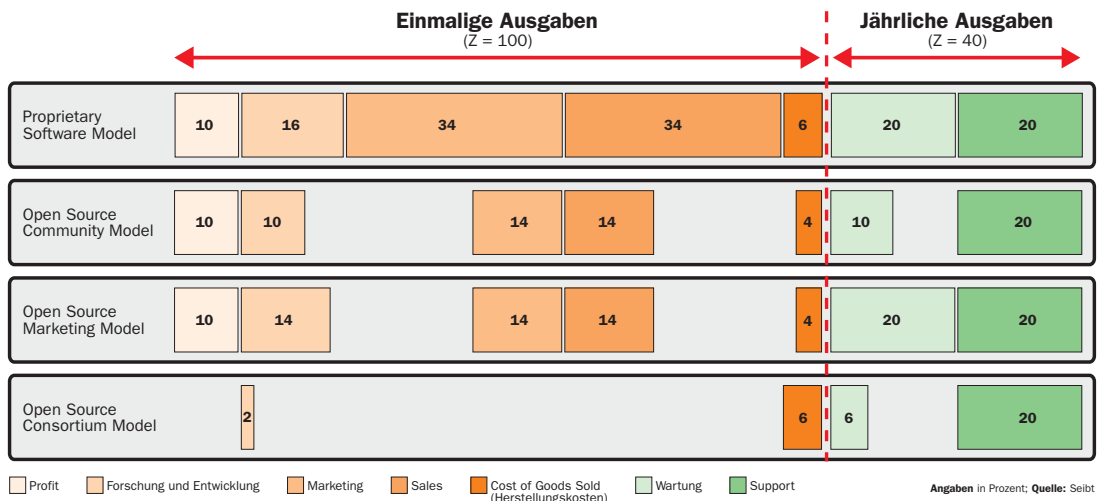 Einmalige Ausgaben
(Z = 100)
Jährliche Ausgaben
(Z = 40)
Proprietary
Software Model
10 16 34 34 6 20 20
Open Source
Community Model
10 10 14 14 4 10 20
Open Source
Marketing Model
10 14 14 14 4 20 20
Open Source
Consortium Model
2 6 6 20
Profit Forschung und Entwicklung Marketing Sales Cost of Goods Sold
(Herstellungskosten)
Wartung Support
Angaben in Prozent; Quelle: Seibt